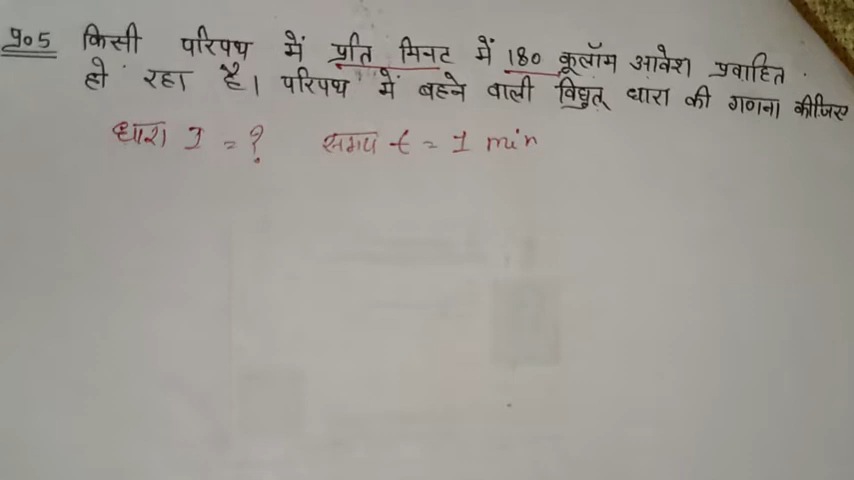 प्र०5 किसी परिपथ में प्रति मिनट में 180 कूलॉम आवेश प्रवाहित
हो रहा है। परिपथ में बहने वाली विद्युत् धारा की गणना कीजिए
धारा I = ? समय t = 1 min